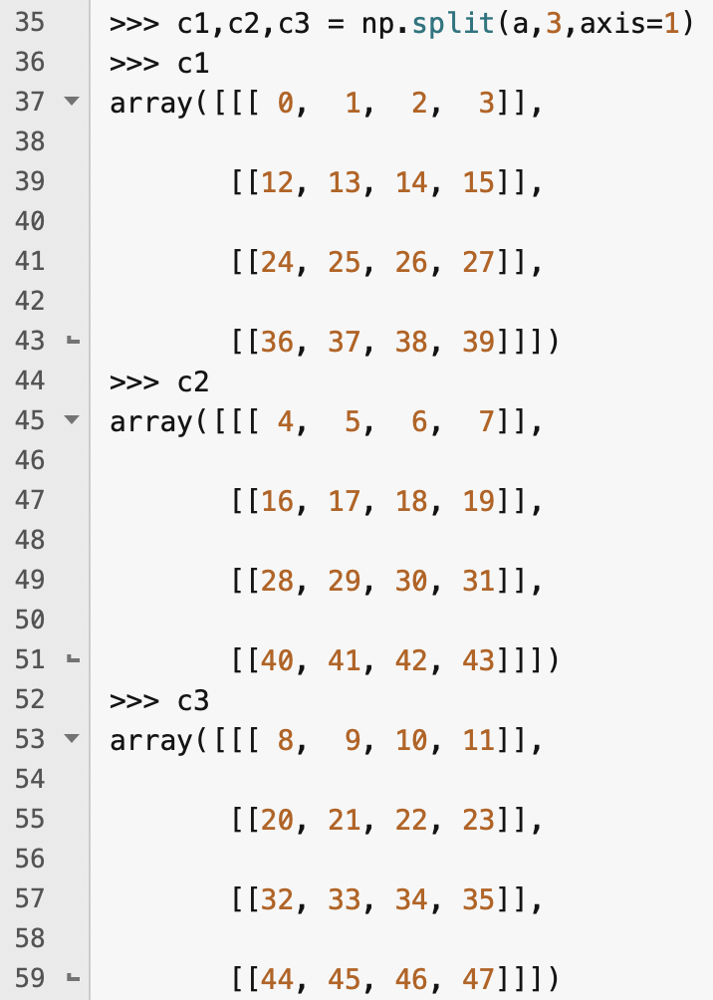 35 >>> c1,c2,c3 = np.split(a,3,axis=1)
36 >>> c1
37 array([[[ 0,  1,  2,  3]],
38
39        [[12, 13, 14, 15]],
40
41        [[24, 25, 26, 27]],
42
43        [[36, 37, 38, 39]]])
44 >>> c2
45 array([[[ 4,  5,  6,  7]],
46
47        [[16, 17, 18, 19]],
48
49        [[28, 29, 30, 31]],
50
51        [[40, 41, 42, 43]]])
52 >>> c3
53 array([[[ 8,  9, 10, 11]],
54
55        [[20, 21, 22, 23]],
56
57        [[32, 33, 34, 35]],
58
59        [[44, 45, 46, 47]]])